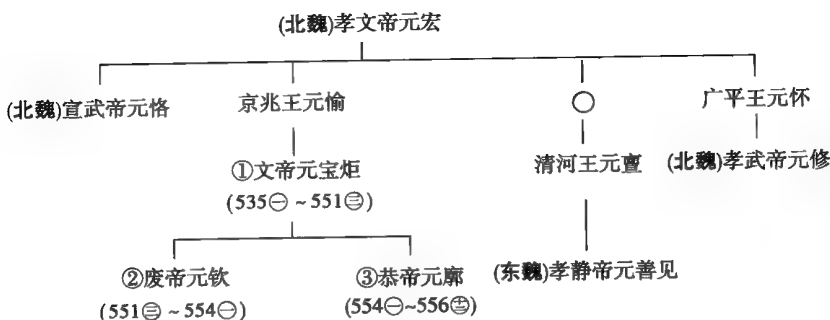 (北魏)孝文帝元宏
(北魏)宣武帝元恪
京兆王元愉
○
广平王元怀
①文帝元宝炬
(535㊀~551㊂)
清河王元亶
(北魏)孝武帝元修
②废帝元钦
(551㊂~554㊀)
③恭帝元廓
(554㊀~556㊉㊁)
(东魏)孝静帝元善见